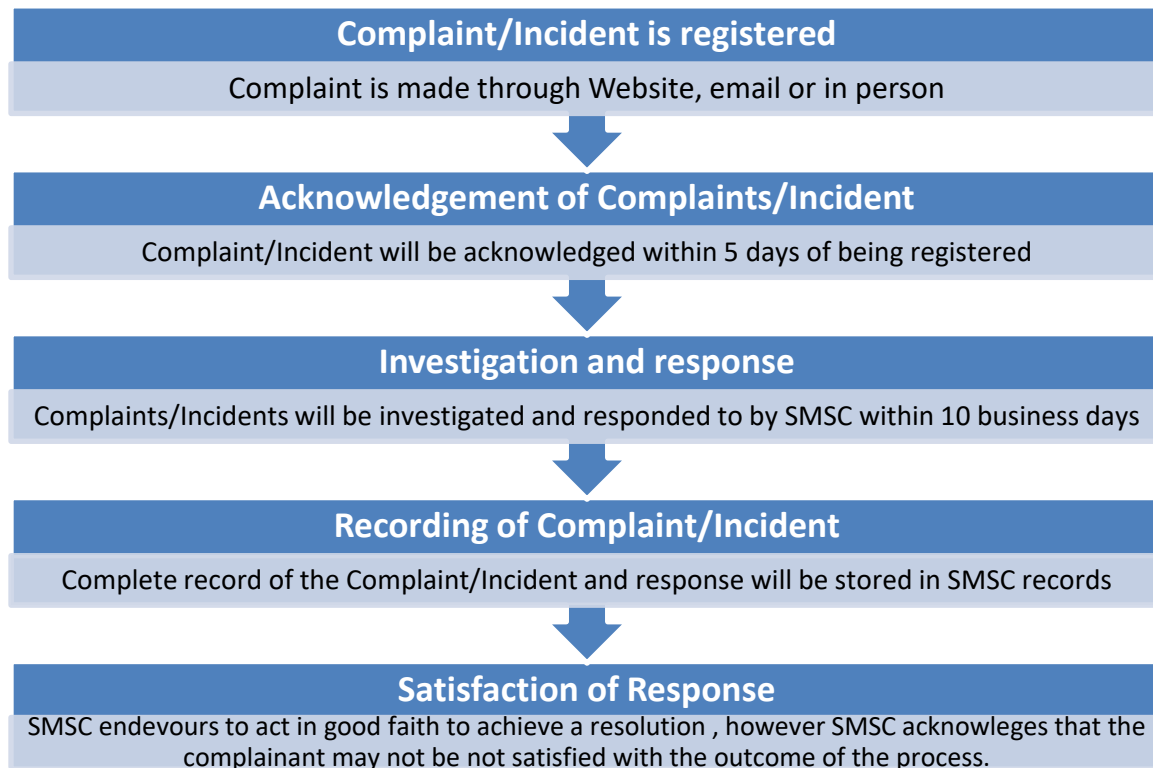 Complaint/Incident is registered
Complaint is made through Website, email or in person
Acknowledgement of Complaints/Incident
Complaint/Incident will be acknowledged within 5 days of being registered
Investigation and response
Complaints/Incidents will be investigated and responded to by SMSC within 10 business days
Recording of Complaint/Incident
Complete record of the Complaint/Incident and response will be stored in SMSC records
Satisfaction of Response
SMSC endevours to act in good faith to achieve a resolution , however SMSC acknowleges that the
complainant may not be not satisfied with the outcome of the process.